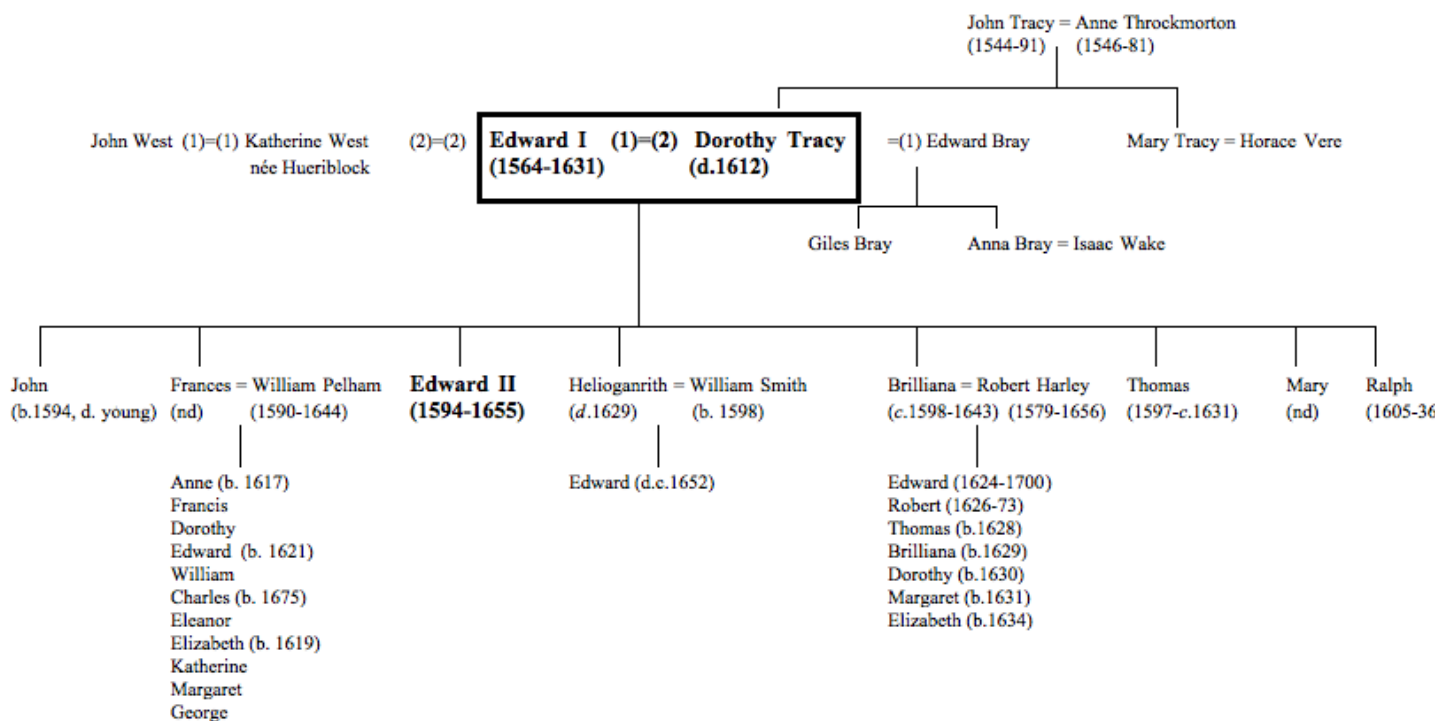 John Tracy = Anne Throckmorton
(1544-91) (1546-81)
John West (1)=(1) Katherine West (2)=(2) Edward I (1)=(2) Dorothy Tracy =(1) Edward Bray Mary Tracy = Horace Vere
née Hueriblock (1564-1631) (d.1612)
Giles Bray Anna Bray = Isaac Wake
John Frances = William Pelham Edward II Helioganrith = William Smith Brilliana = Robert Harley Thomas Mary Ralph
(b.1594, d. young) (nd) (1590-1644) (1594-1655) (d.1629) (b. 1598) (c.1598-1643) (1579-1656) (1597-c.1631) (nd) (1605-36
Anne (b. 1617) Edward (d.c.1652) Edward (1624-1700)
Francis Robert (1626-73)
Dorothy Thomas (b.1628)
Edward (b. 1621) Brilliana (b.1629)
William Dorothy (b.1630)
Charles (b. 1675) Margaret (b.1631)
Eleanor Elizabeth (b.1634)
Elizabeth (b. 1619)
Katherine
Margaret
George